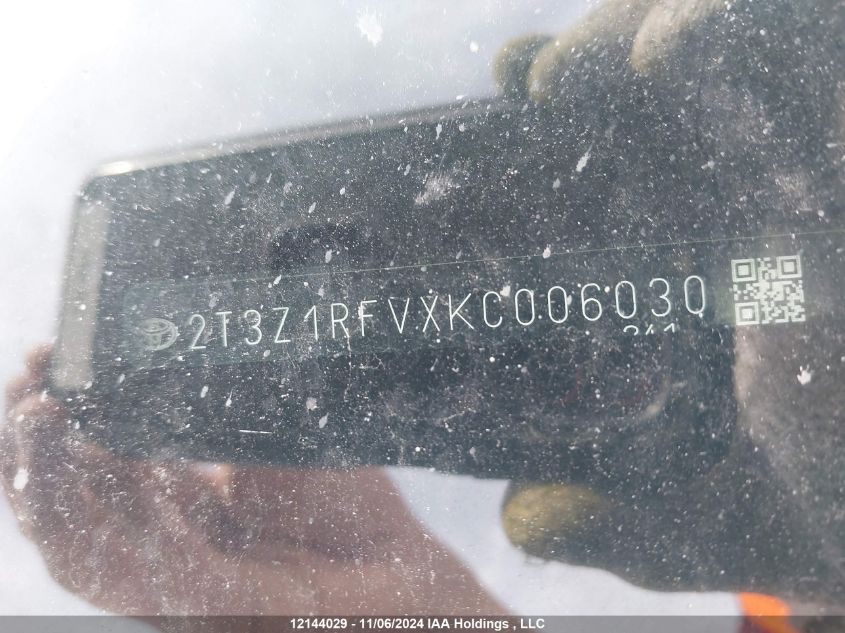 2T3Z1RFVXKC006030
12144029 - 11/06/2024 IAA Holdings , LLC